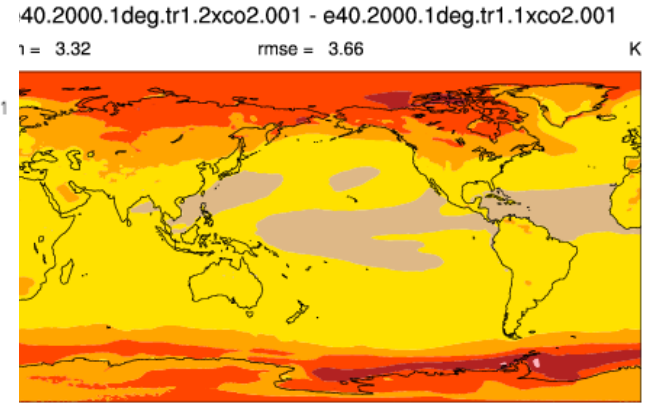 40.2000.1deg.tr1.2xco2.001 - e40.2000.1deg.tr1.1xco2.001
= 3.32 rmse = 3.66 K